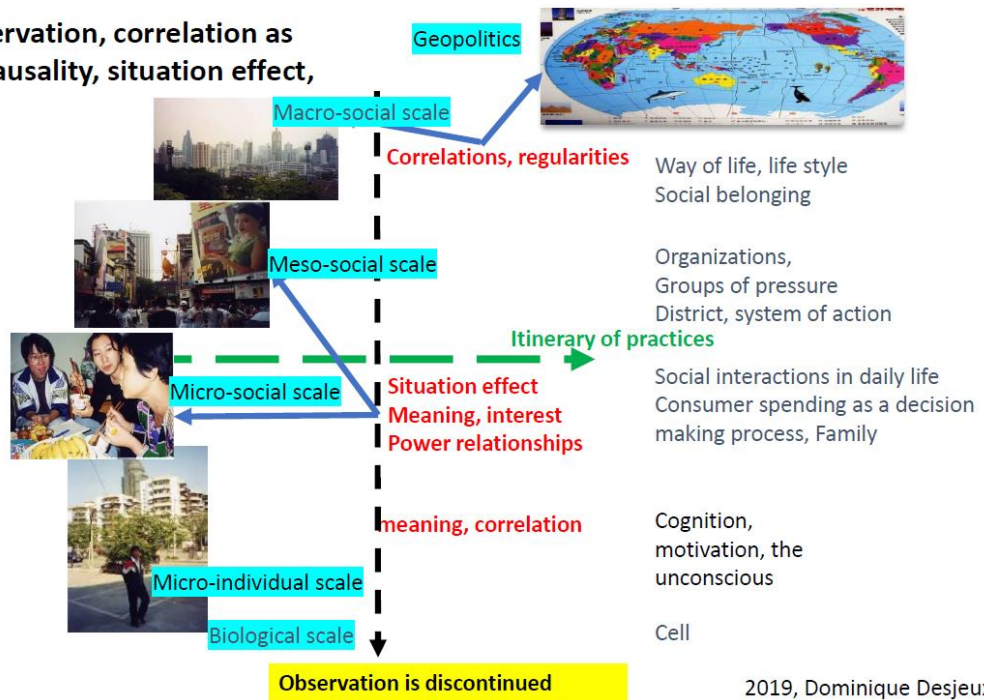 ervation, correlation as
ausality, situation effect,
Geopolitics
Macro-social scale
Correlations, regularities
Way of life, life style
Social belonging
Meso-social scale
Organizations,
Groups of pressure
District, system of action
Itinerary of practices
Micro-social scale
Situation effect
Meaning, interest
Power relationships
Social interactions in daily life
Consumer spending as a decision
making process, Family
meaning, correlation
Cognition,
motivation, the
unconscious
Micro-individual scale
Biological scale
Cell
Observation is discontinued
2019, Dominique Desjeux